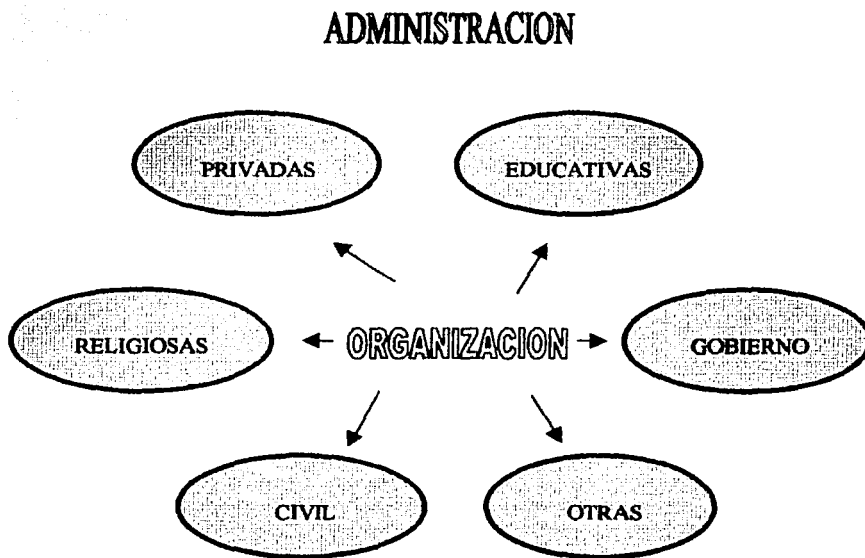 ADMINISTRACION
PRIVADAS
EDUCATIVAS
RELIGIOSAS
ORGANIZACION
GOBIERNO
CIVIL
OTRAS